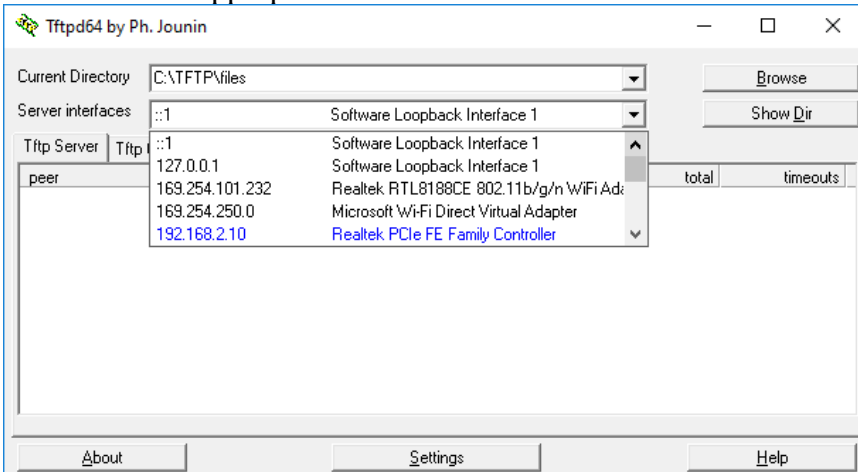 Tftpd64 by Ph. Jounin
Current Directory C:\TFTP\files Browse
Server interfaces ::1 Software Loopback Interface 1 Show Dir
Tftp Server Tftp
::1 Software Loopback Interface 1
127.0.0.1 Software Loopback Interface 1
peer total timeouts
169.254.101.232 Realtek RTL8188CE 802.11b/g/n WiFi Ada
169.254.250.0 Microsoft Wi-Fi Direct Virtual Adapter
192.168.2.10 Realtek PCIe FE Family Controller
About Settings Help